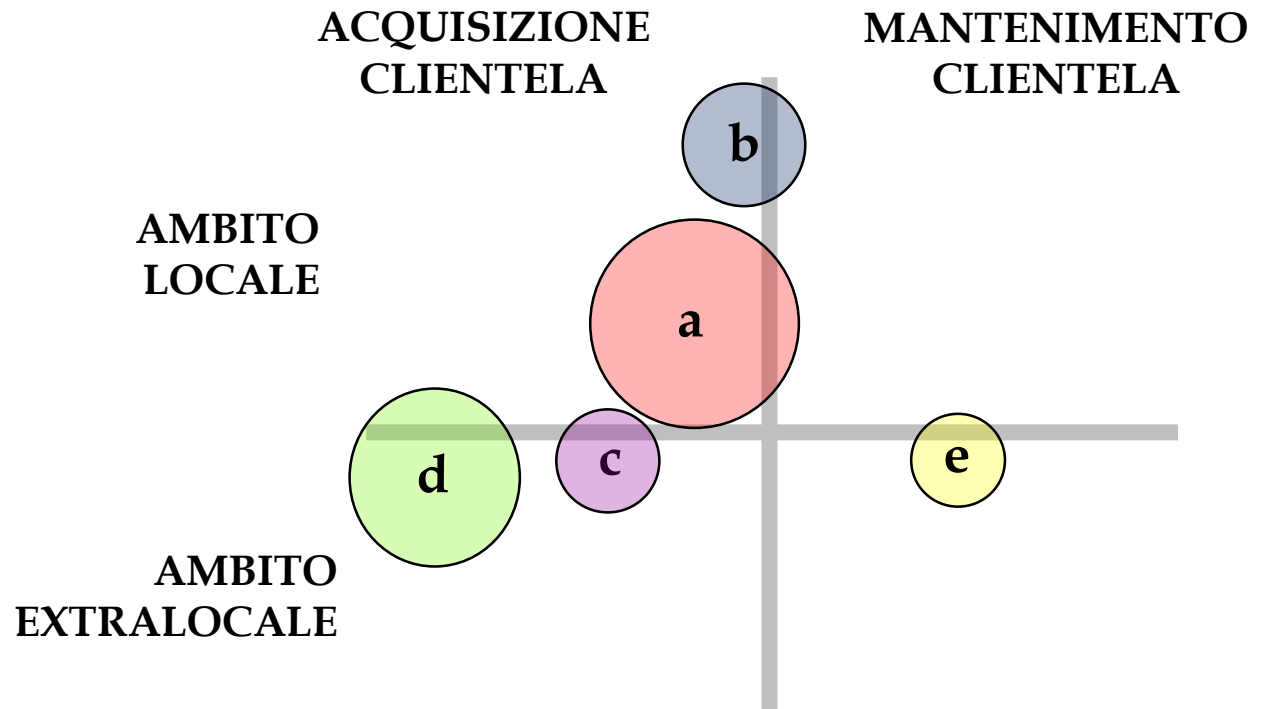 ACQUISIZIONE
CLIENTELA
MANTENIMENTO
CLIENTELA
b
AMBITO
LOCALE
a
d
c
e
AMBITO
EXTRALOCALE